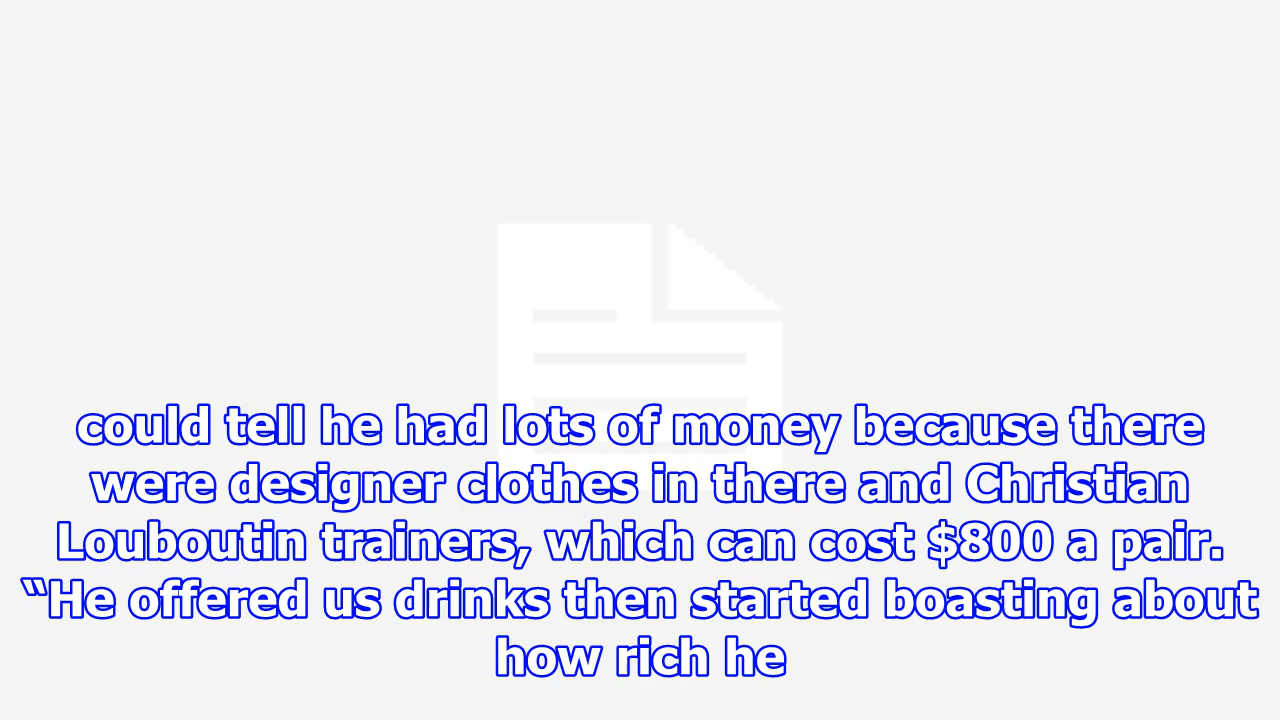 could tell he had lots of money because there
were designer clothes in there and Christian
Louboutin trainers, which can cost $800 a pair.
“He offered us drinks then started boasting about
how rich he